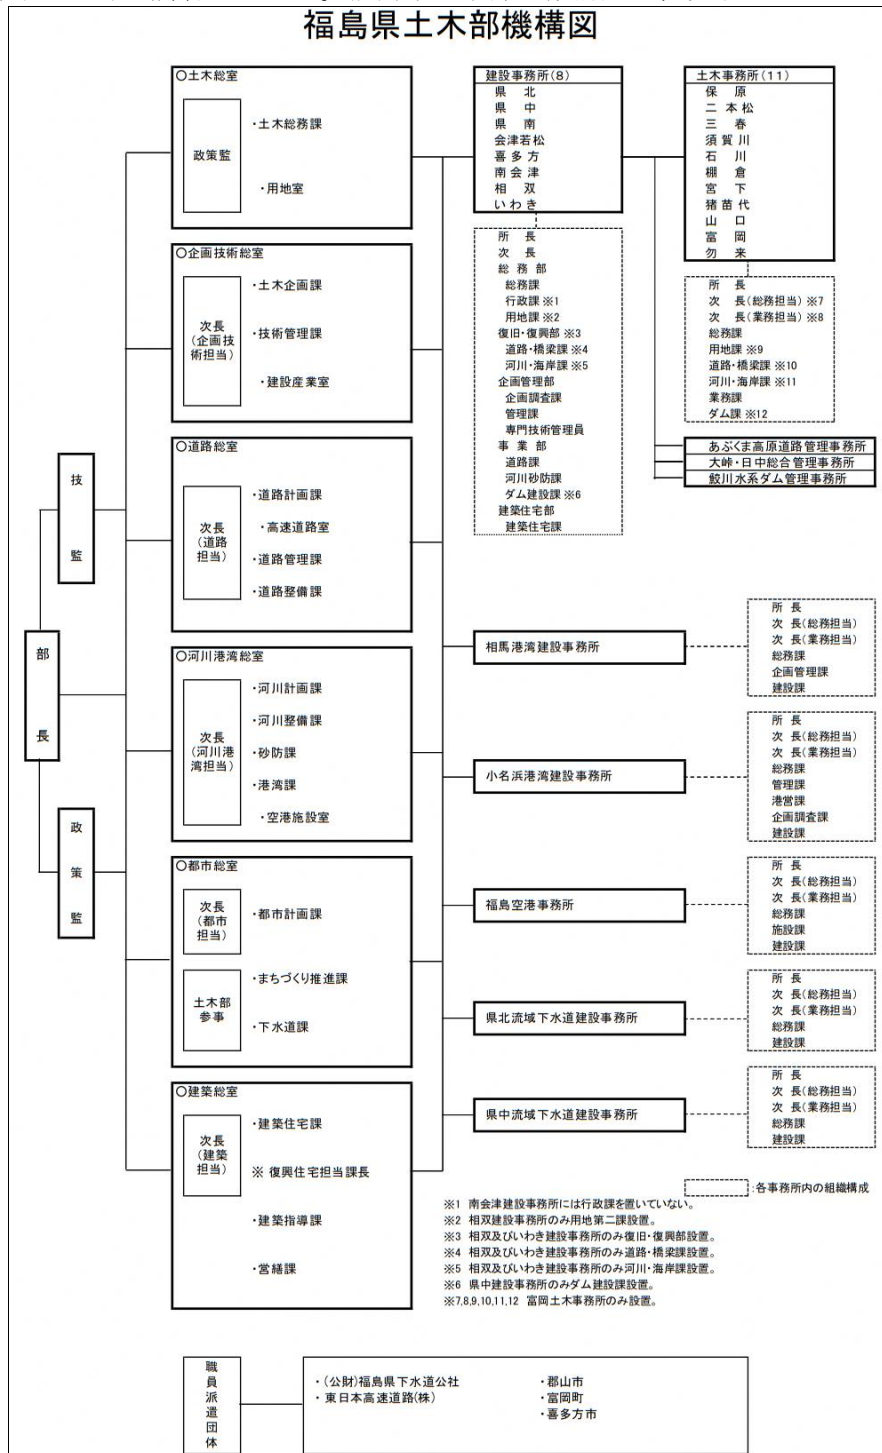 福島県土木部機構図
部長
技監
政策監
○土木総室
政策監
・土木総務課
・用地室
○企画技術総室
次長
(企画技
術担当)
・土木企画課
・技術管理課
・建設産業室
○道路総室
次長
(道路
担当)
・道路計画課
・高速道路室
・道路管理課
・道路整備課
○河川港湾総室
次長
(河川港
湾担当)
・河川計画課
・河川整備課
・砂防課
・港湾課
・空港施設室
○都市総室
次長
(都市
担当)
土木部
参事
・都市計画課
・まちづくり推進課
・下水道課
○建築総室
次長
(建築
担当)
・建築住宅課
※ 復興住宅担当課長
・建築指導課
・営繕課
建設事務所(8)
県 北
県 中
県 南
会津若松
喜多方
南会津
相 双
いわき
所 長
次 長
総務部
総務課
行政課 ※1
用地課 ※2
復旧・復興部 ※3
道路・橋梁課 ※4
河川・海岸課 ※5
企画管理部
企画調査課
管理課
専門技術管理員
事業部
道路課
河川砂防課
ダム建設課 ※6
建築住宅部
建築住宅課
土木事務所(11)
保 原
二本松
三 春
須賀川
石 川
棚 倉
宮 下
猪苗代
山 口
富 岡
勿 来
所 長
次 長(総務担当) ※7
次 長(業務担当) ※8
総務課
用地課 ※9
道路・橋梁課 ※10
河川・海岸課 ※11
業務課
ダム課 ※12
あぶくま高原道路管理事務所
大峠・日中総合管理事務所
鮫川水系ダム管理事務所
相馬港湾建設事務所
所 長
次 長(総務担当)
次 長(業務担当)
総務課
企画管理課
建設課
小名浜港湾建設事務所
所 長
次 長(総務担当)
次 長(業務担当)
総務課
管理課
港営課
企画調査課
建設課
福島空港事務所
所 長
次 長(総務担当)
次 長(業務担当)
総務課
施設課
建設課
県北流域下水道建設事務所
所 長
次 長(総務担当)
次 長(業務担当)
総務課
建設課
県中流域下水道建設事務所
所 長
次 長(総務担当)
次 長(業務担当)
総務課
建設課
:各事務所内の組織構成
※1 南会津建設事務所には行政課を置いていない。
※2 相双建設事務所のみ用地第二課設置。
※3 相双及びいわき建設事務所のみ復旧・復興部設置。
※4 相双及びいわき建設事務所のみ道路・橋梁課設置。
※5 相双及びいわき建設事務所のみ河川・海岸課設置。
※6 県中建設事務所のみダム建設課設置。
※7,8,9,10,11,12 富岡土木事務所のみ設置。
職員派遣団体
・(公財)福島県下水道公社
・東日本高速道路(株)
・郡山市
・富岡町
・喜多方市